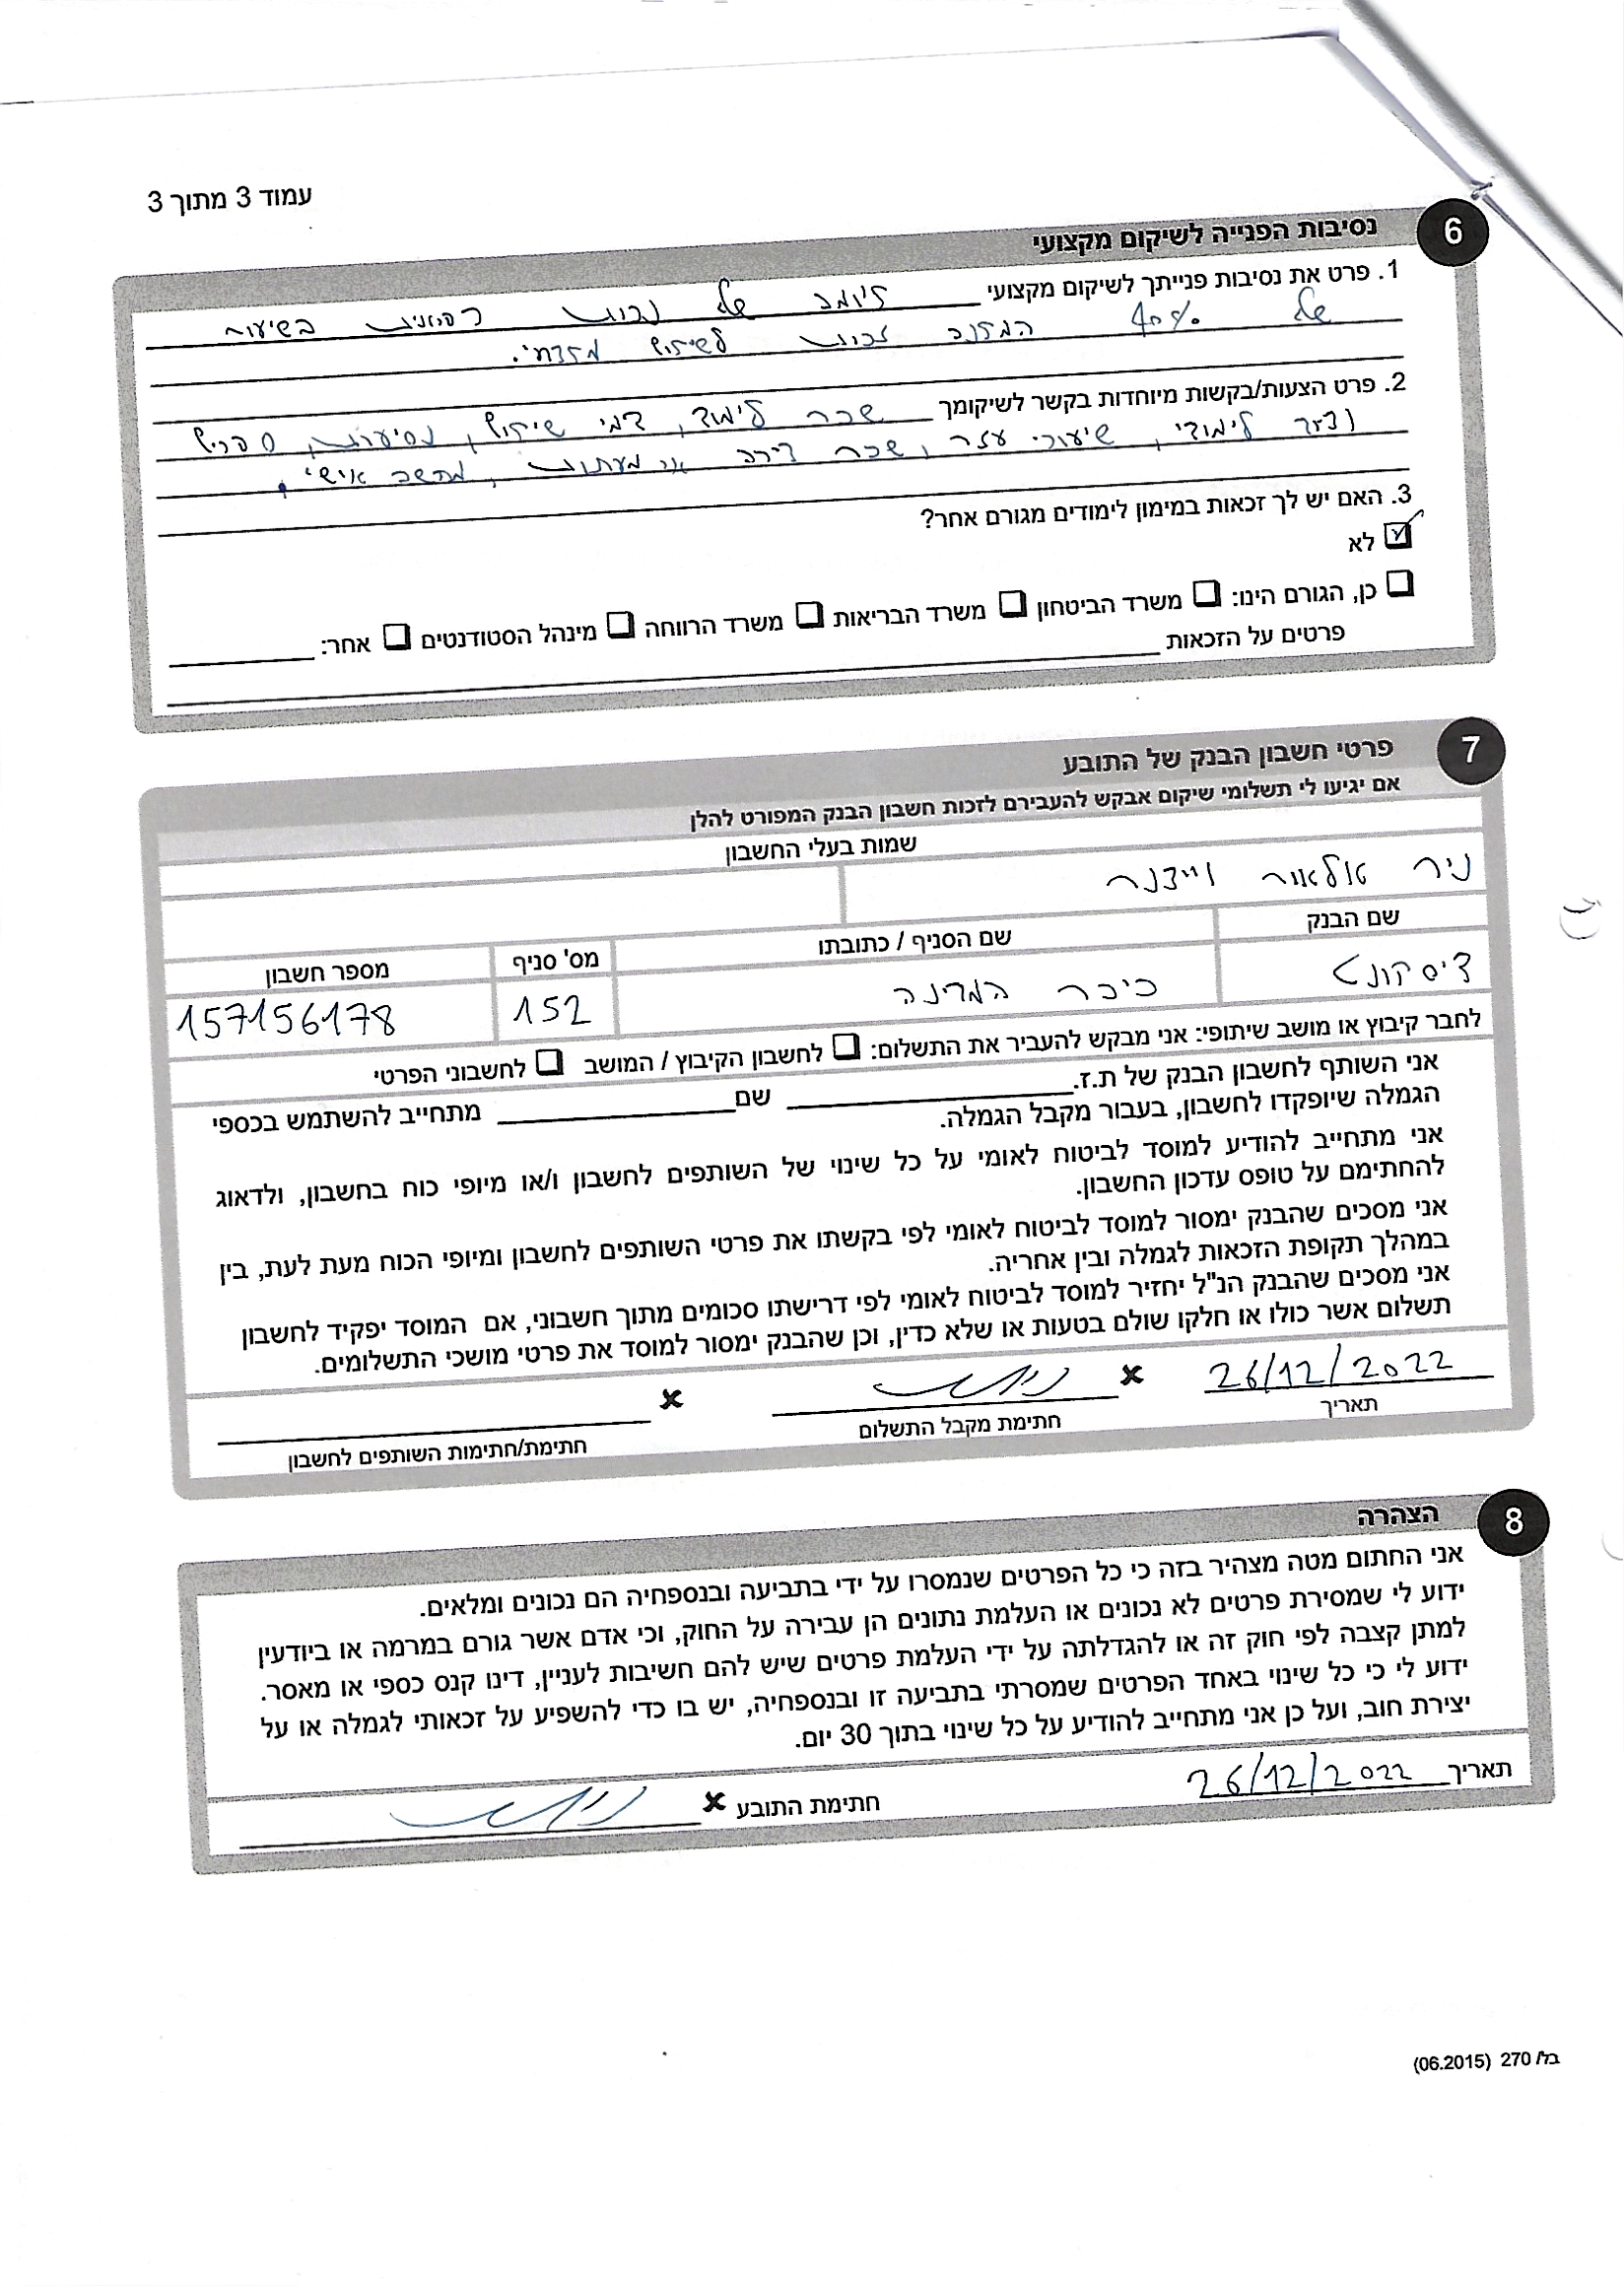 עמוד 3 מתוך 3
6
נסיבות הפנייה לשיקום מקצועי
1. פרט את נסיבות פנייתך לשיקום מקצועי קיומה של נכות רפואית בשיעור
של 40% המזכה זכות לשיקום מקצועי.
2. פרט הצעות/בקשות מיוחדות בקשר לשיקומך שכר לימוד, דמי שיקום, נסיעות, ספרים
וציוד לימודי, שיעורי עזר, שכר דירה או מעונות, מחשב אישי.
3. האם יש לך זכאות במימון לימודים מגורם אחר?
לא
כן, הגורם הינו: משרד הביטחון משרד הבריאות משרד הרווחה מינהל הסטודנטים אחר:
פרטים על הזכאות
7
פרטי חשבון הבנק של התובע
אם יגיעו לי תשלומי שיקום אבקש להעבירם לזכות חשבון הבנק המפורט להלן
שמות בעלי החשבון
ניר
שם הבנק שם הסניף / כתובתו מס' סניף מספר חשבון
דיסקונט כיכר המדינה 152 157156178
לחבר קיבוץ או מושב שיתופי: אני מבקש להעביר את התשלום: לחשבון הקיבוץ / המושב לחשבוני הפרטי
אני השותף לחשבון הבנק של ת.ז. שם מתחייב להשתמש בכספי
הגמלה שיופקדו לחשבון, בעבור מקבל הגמלה.
אני מתחייב להודיע למוסד לביטוח לאומי על כל שינוי של השותפים לחשבון ו/או מיופי כוח בחשבון, ולדאוג
להחתימם על טופס עדכון החשבון.
אני מסכים שהבנק ימסור למוסד לביטוח לאומי לפי בקשתו את פרטי השותפים לחשבון ומיופי הכוח מעת לעת, בין
במהלך תקופת הזכאות לגמלה ובין אחריה.
אני מסכים שהבנק הנ"ל יחזיר למוסד לביטוח לאומי לפי דרישתו סכומים מתוך חשבוני, אם המוסד יפקיד לחשבון
תשלום אשר כולו או חלקו שולם בטעות או שלא כדין, וכן שהבנק ימסור למוסד את פרטי מושכי התשלומים.
26/12/2022
תאריך חתימת מקבל התשלום חתימת/חתימות השותפים לחשבון
8
הצהרה
אני החתום מטה מצהיר בזה כי כל הפרטים שנמסרו על ידי בתביעה ובנספחיה הם נכונים ומלאים.
ידוע לי שמסירת פרטים לא נכונים או העלמת נתונים הן עבירה על החוק, וכי אדם אשר גורם במרמה או ביודעין
למתן קצבה לפי חוק זה או להגדלתה על ידי העלמת פרטים שיש להם חשיבות לעניין, דינו קנס כספי או מאסר.
ידוע לי כי כל שינוי באחד הפרטים שמסרתי בתביעה זו ובנספחיה, יש בו כדי להשפיע על זכאותי לגמלה או על
יצירת חוב, ועל כן אני מתחייב להודיע על כל שינוי בתוך 30 יום.
תאריך 26/12/2022 חתימת התובע
בל/ 270 (06.2015)